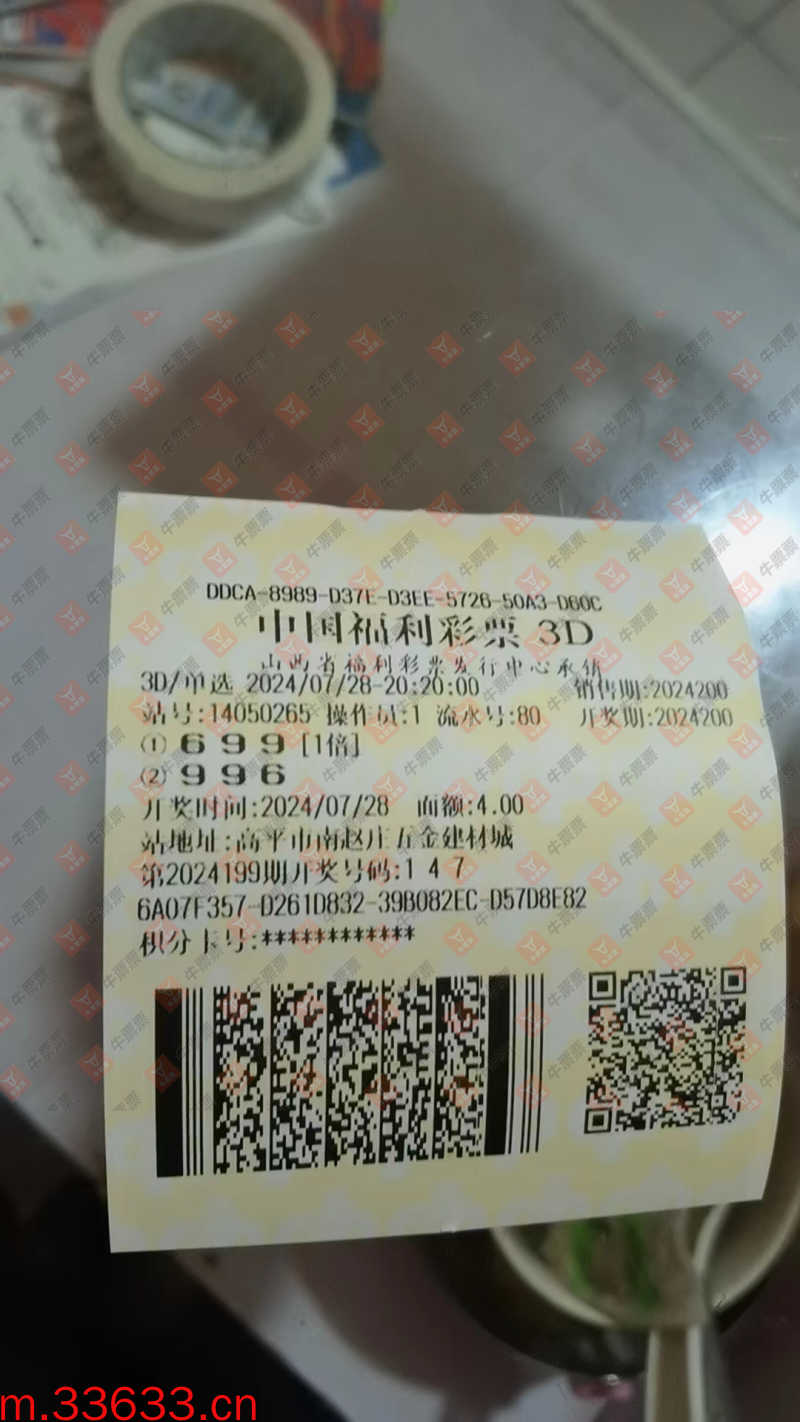 DDCA-8989-D37E-D3EE-5726-50A3-D60C
中国福利彩票 3D
山西省福利彩票发行中心承销
3D/单选 2024/07/28-20:20:00 销售期:2024200
站号:14050265 操作员:1 流水号:80 开奖期:2024200
(1) 6 9 9 [1倍]
(2) 9 9 6
开奖时间:2024/07/28 面额:4.00
站地址:高平市南赵庄五金建材城
第2024199期开奖号码:1 4 7
6A07F357-D261D832-39B082EC-D57D8E82
积分卡号:************
牛票票
m.33633.cn